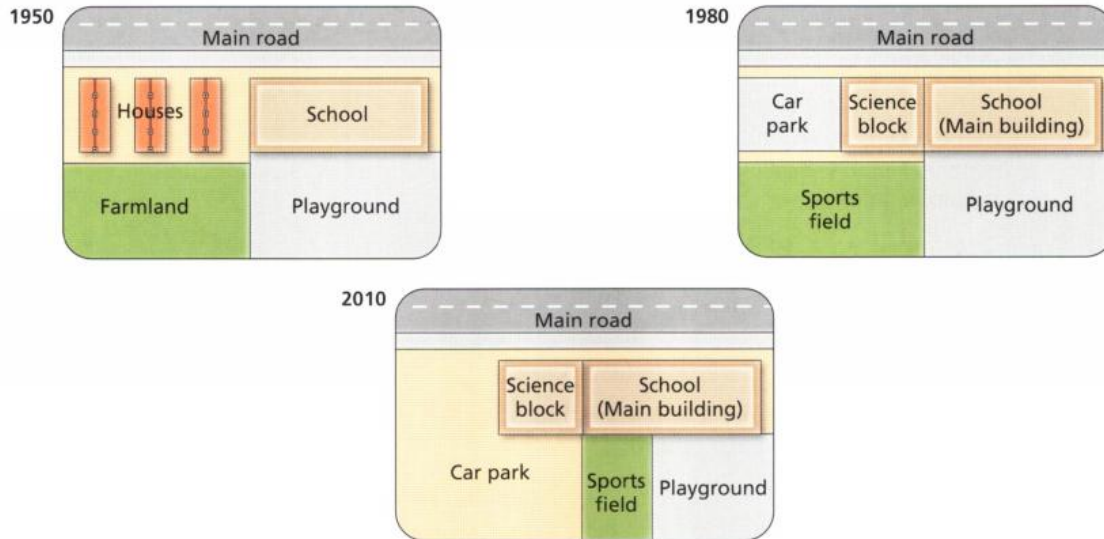 1950
Main road
Houses
School
Farmland
Playground
1980
Main road
Car
park
Science
block
School
(Main building)
Sports
field
Playground
2010
Main road
Science
block
School
(Main building)
Car park
Sports
field
Playground